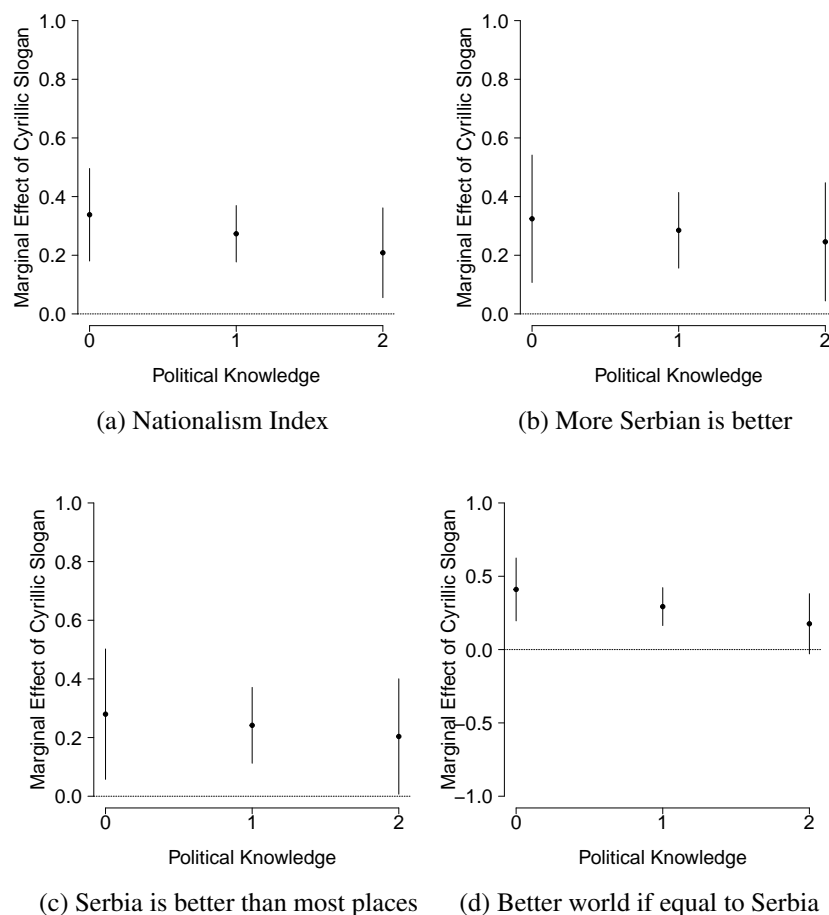 Marginal Effect of Cyrillic Slogan
1.0
0.8
0.6
0.4
0.2
0.0
0 1 2
Political Knowledge
(a) Nationalism Index
Marginal Effect of Cyrillic Slogan
1.0
0.8
0.6
0.4
0.2
0.0
0 1 2
Political Knowledge
(b) More Serbian is better
Marginal Effect of Cyrillic Slogan
1.0
0.8
0.6
0.4
0.2
0.0
0 1 2
Political Knowledge
(c) Serbia is better than most places
Marginal Effect of Cyrillic Slogan
1.0
0.5
0.0
−0.5
−1.0
0 1 2
Political Knowledge
(d) Better world if equal to Serbia